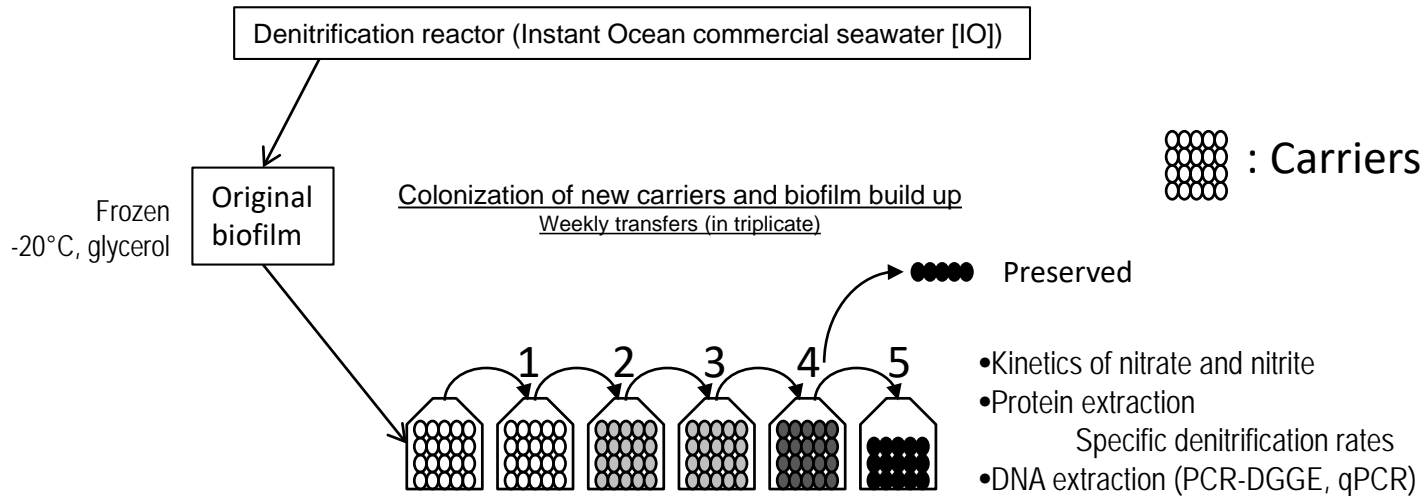 Denitrification reactor (Instant Ocean commercial seawater [IO])
: Carriers
Original
biofilm
Frozen
-20°C, glycerol
Colonization of new carriers and biofilm build up
Weekly transfers (in triplicate)
Preserved
1 2 3 4 5
•Kinetics of nitrate and nitrite
•Protein extraction
Specific denitrification rates
•DNA extraction (PCR-DGGE, qPCR)